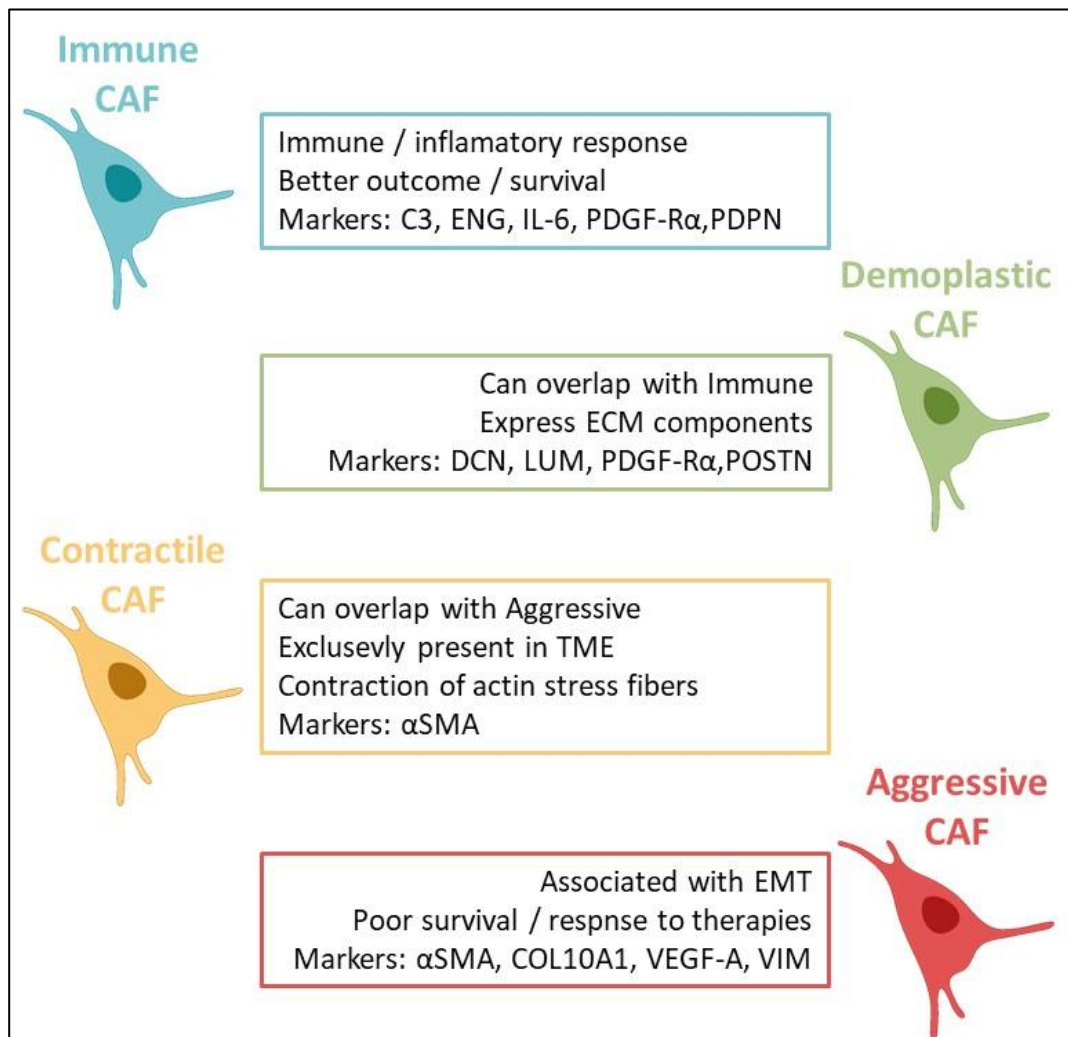 Immune
CAF
Immune / inflamatory response
Better outcome / survival
Markers: C3, ENG, IL-6, PDGF-Rα,PDPN
Demoplastic
CAF
Can overlap with Immune
Express ECM components
Markers: DCN, LUM, PDGF-Rα,POSTN
Contractile
CAF
Can overlap with Aggressive
Exclusevly present in TME
Contraction of actin stress fibers
Markers: αSMA
Aggressive
CAF
Associated with EMT
Poor survival / respnse to therapies
Markers: αSMA, COL10A1, VEGF-A, VIM